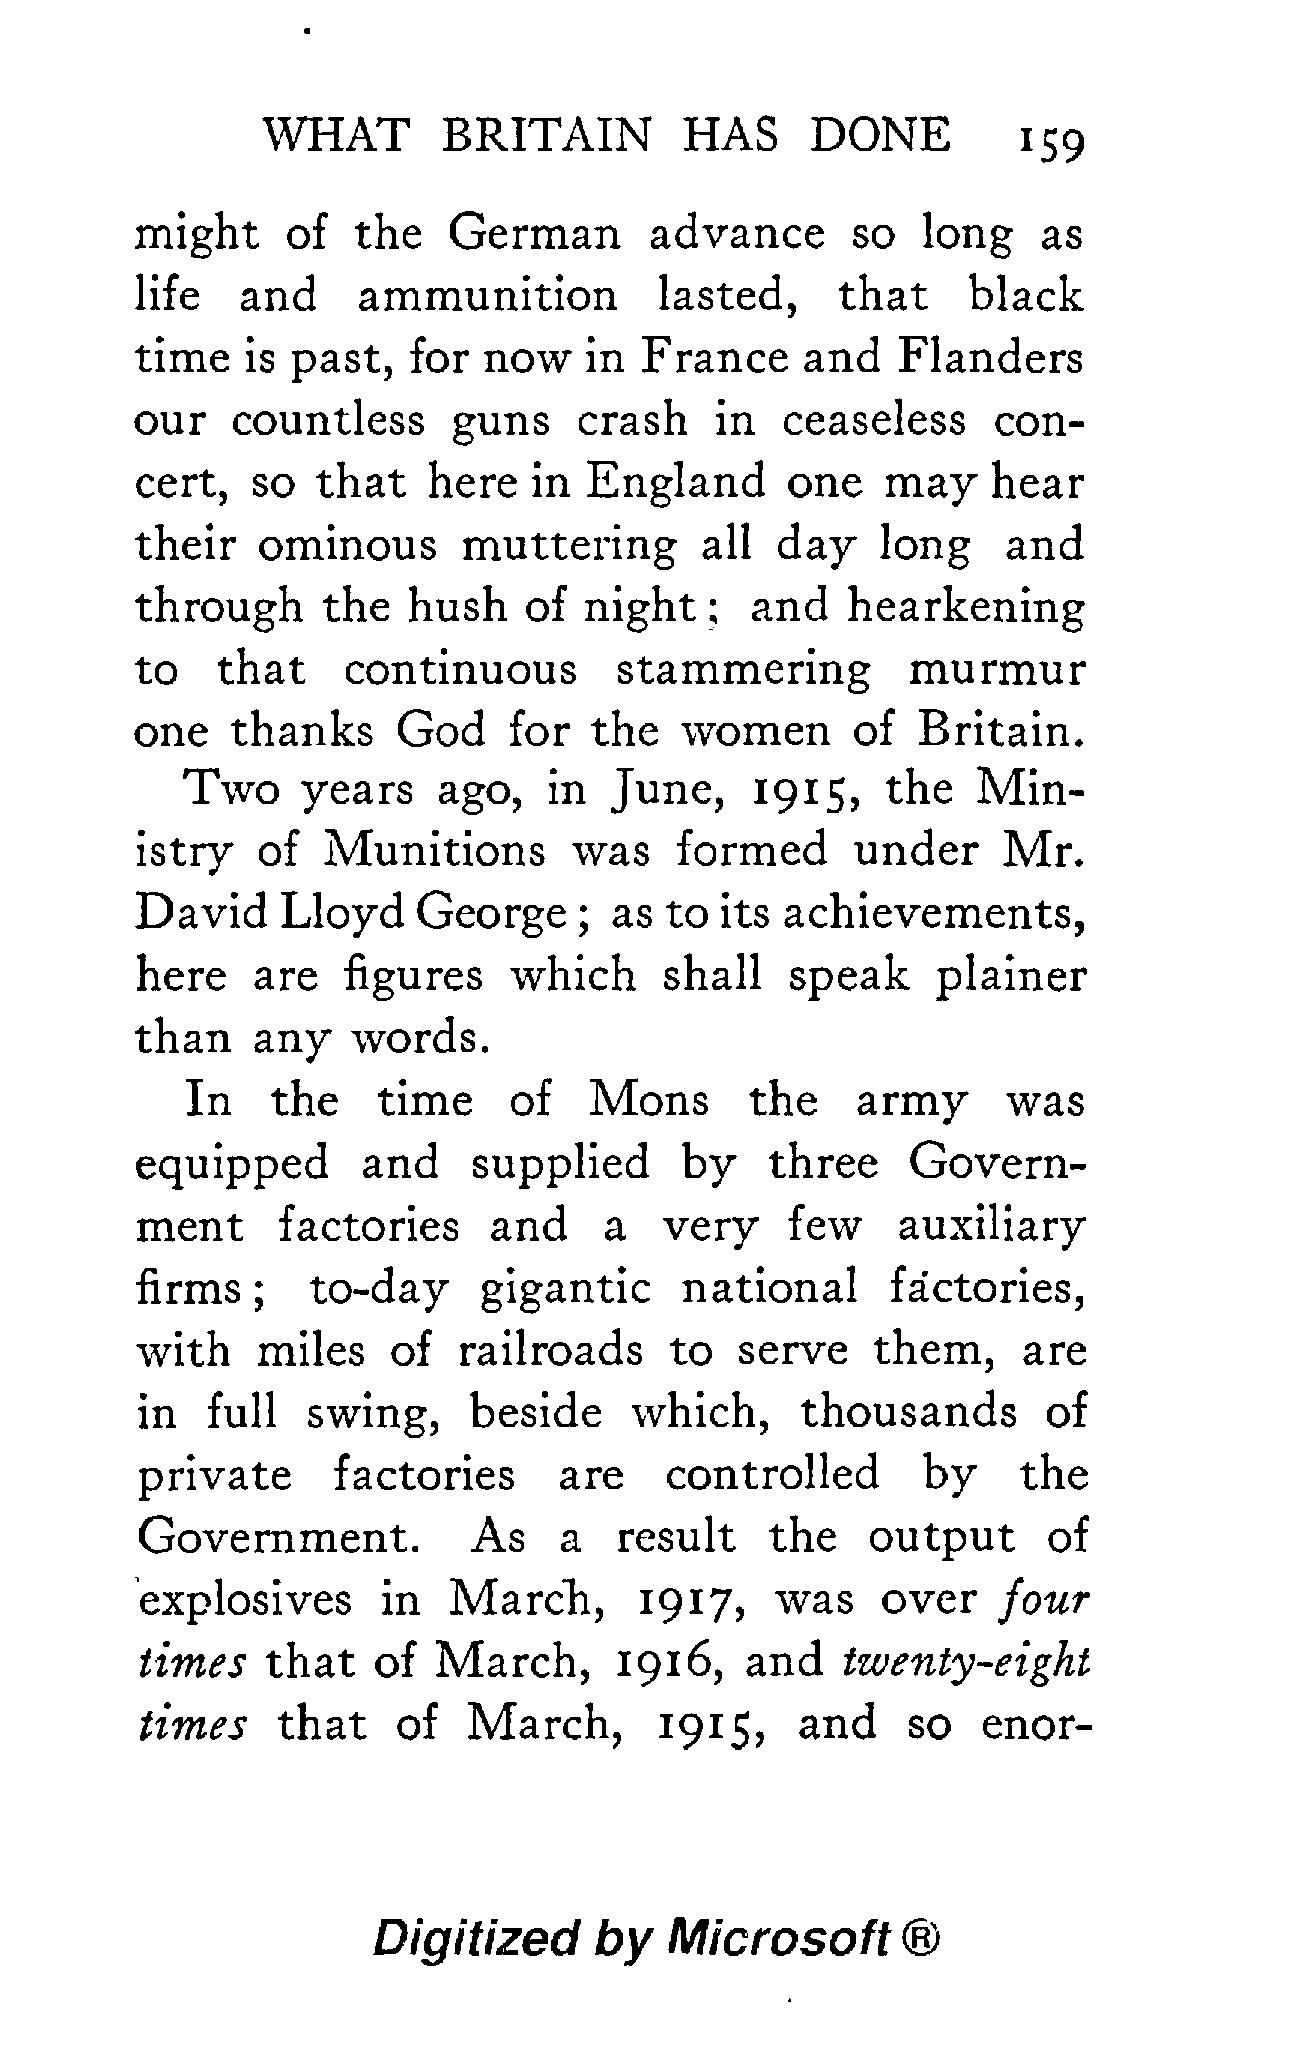 WHAT BRITAIN HAS DONE 159
might of the German advance so long as
life and ammunition lasted, that black
time is past, for now in France and Flanders
our countless guns crash in ceaseless con-
cert, so that here in England one may hear
their ominous muttering all day long and
through the hush of night ; and hearkening
to that continuous stammering murmur
one thanks God for the women of Britain.
Two years ago, in June, 1915, the Min-
istry of Munitions was formed under Mr.
David Lloyd George ; as to its achievements,
here are figures which shall speak plainer
than any words.
In the time of Mons the army was
equipped and supplied by three Govern-
ment factories and a very few auxiliary
firms ; to-day gigantic national factories,
with miles of railroads to serve them, are
in full swing, beside which, thousands of
private factories are controlled by the
Government. As a result the output of
explosives in March, 1917, was over four
times that of March, 1916, and twenty-eight
times that of March, 1915, and so enor-
Digitized by Microsoft ®